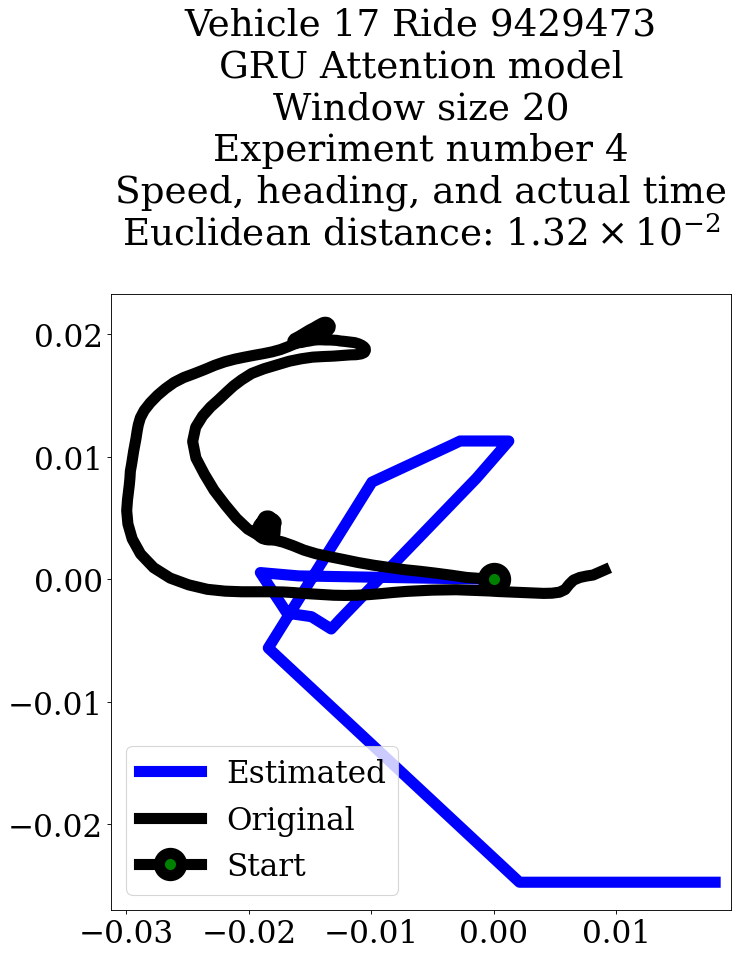 Vehicle 17 Ride 9429473
GRU Attention model
Window size 20
Experiment number 4
Speed, heading, and actual time
Euclidean distance: 1.32 × 10⁻²
0.02
0.01
0.00
−0.01
−0.02
Estimated
Original
Start
−0.03 −0.02 −0.01 0.00 0.01